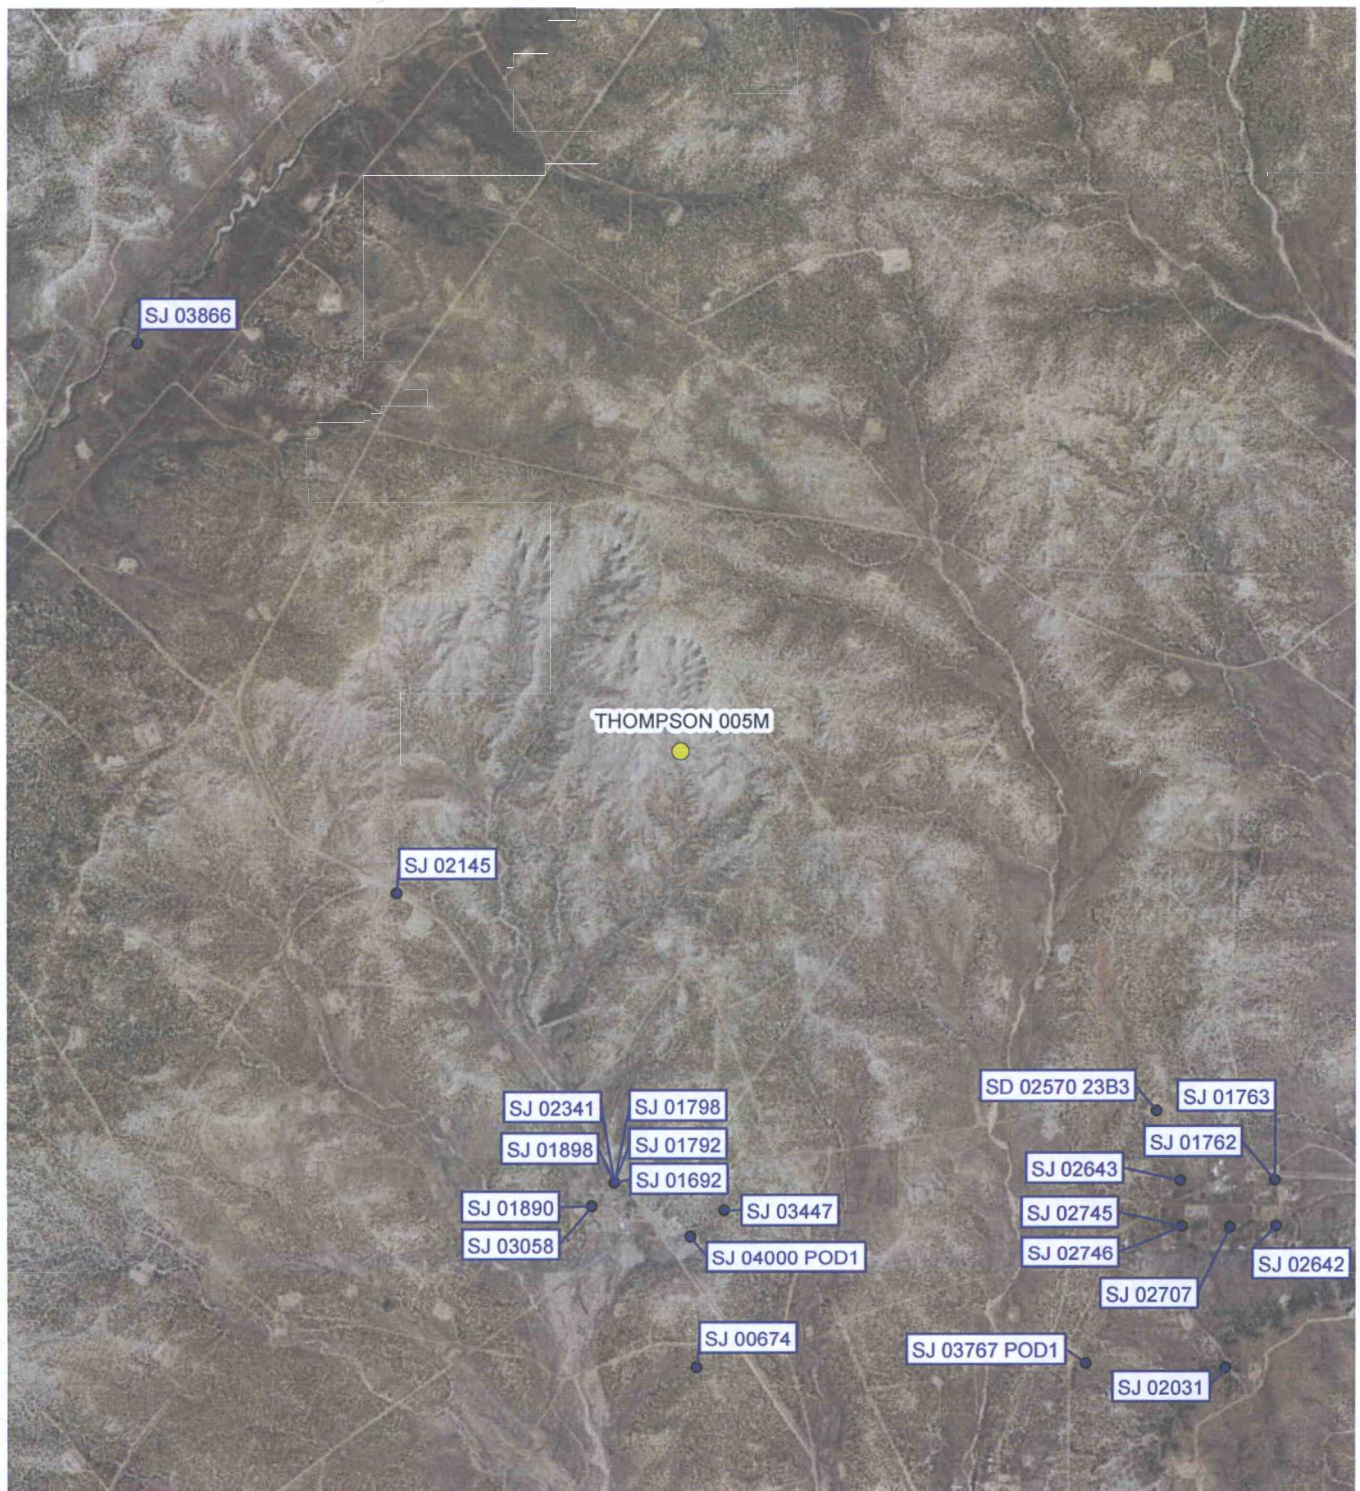 SJ 03866
THOMPSON 005M
SJ 02145
SD 02570 23B3
SJ 01763
SJ 02341
SJ 01798
SJ 01898
SJ 01792
SJ 01762
SJ 02643
SJ 01692
SJ 01890
SJ 03447
SJ 02745
SJ 03058
SJ 04000 POD1
SJ 02746
SJ 02642
SJ 02707
SJ 00674
SJ 03767 POD1
SJ 02031